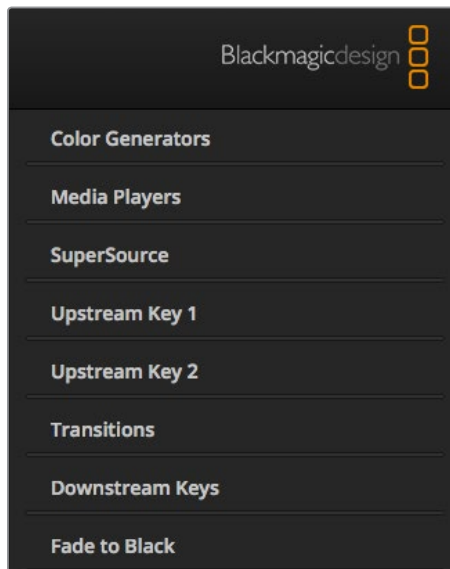 Blackmagicdesign
Color Generators
Media Players
SuperSource
Upstream Key 1
Upstream Key 2
Transitions
Downstream Keys
Fade to Black